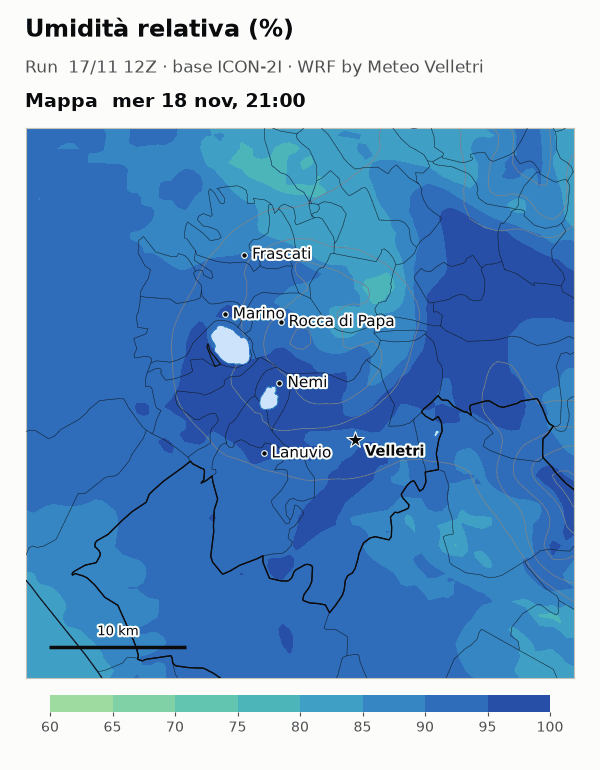 Umidità relativa (%)
Run  17/11 12Z · base ICON-2I · WRF by Meteo Velletri
Mappa  mer 18 nov, 21:00
Frascati
Marino
Rocca di Papa
Nemi
Velletri
Lanuvio
10 km
60 65 70 75 80 85 90 95 100